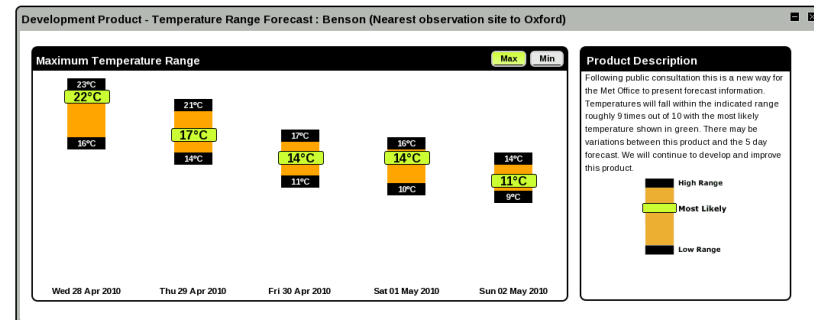 Development Product - Temperature Range Forecast : Benson (Nearest observation site to Oxford)
Maximum Temperature Range
Max Min
23°C
22°C
16°C
21°C
17°C
14°C
17°C
14°C
11°C
16°C
14°C
10°C
14°C
11°C
9°C
Wed 28 Apr 2010
Thu 29 Apr 2010
Fri 30 Apr 2010
Sat 01 May 2010
Sun 02 May 2010
Product Description
Following public consultation this is a new way for
the Met Office to present forecast information.
Temperatures will fall within the indicated range
roughly 9 times out of 10 with the most likely
temperature shown in green. There may be
variations between this product and the 5 day
forecast. We will continue to develop and improve
this product.
High Range
Most Likely
Low Range